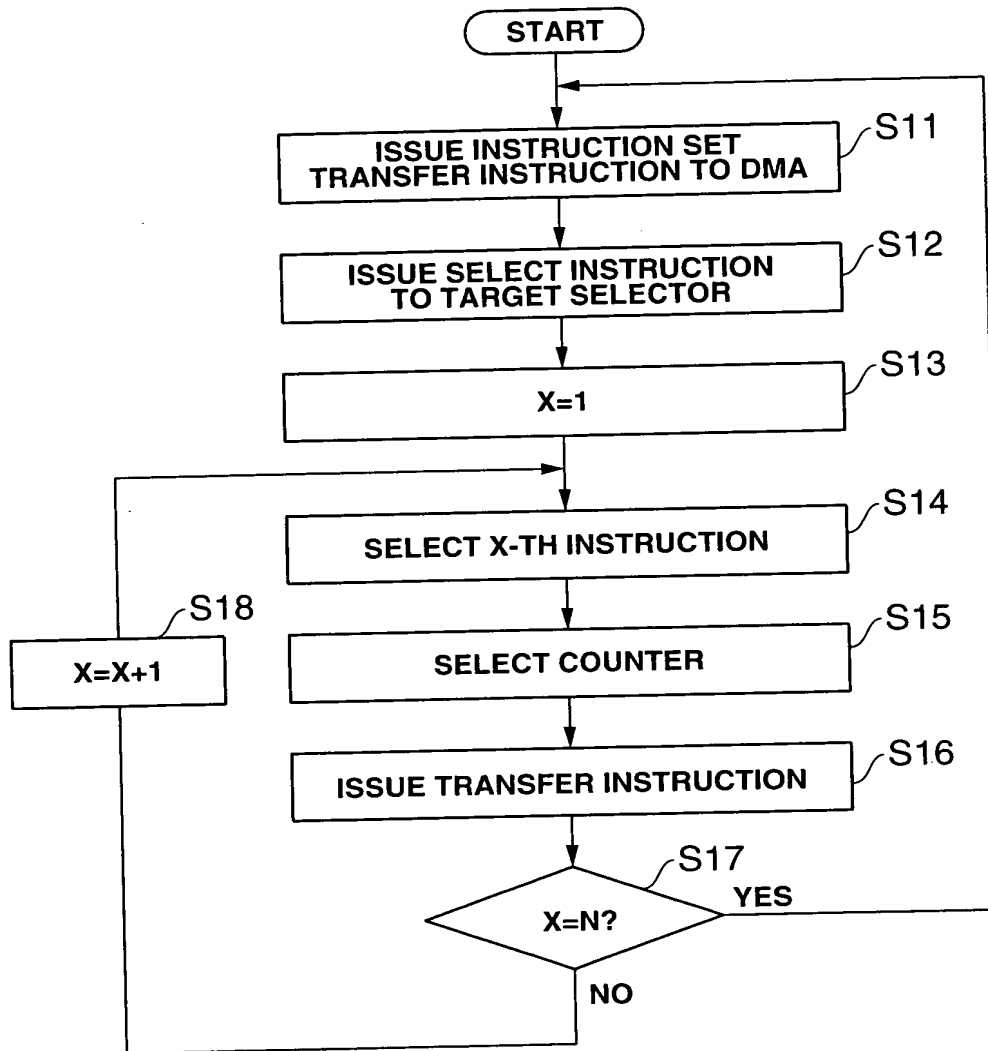 START
S11
ISSUE INSTRUCTION SET
TRANSFER INSTRUCTION TO DMA
S12
ISSUE SELECT INSTRUCTION
TO TARGET SELECTOR
S13
X=1
S14
SELECT X-TH INSTRUCTION
S18
X=X+1
S15
SELECT COUNTER
S16
ISSUE TRANSFER INSTRUCTION
S17
X=N?
YES
NO